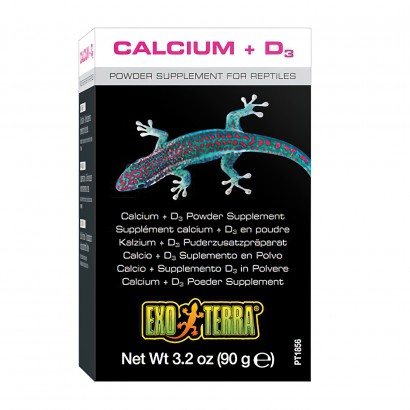 CALCIUM + D3
POWDER SUPPLEMENT FOR REPTILES
Calcium + D3 Powder Supplement
Supplément calcium + D3 en poudre
Kalzium + D3 Puderzusatzpräparat
Calcio + D3 Suplemento en Polvo
Calcio + Supplemento D3 in Polvere
Calcium + D3 Poeder Supplement
EXO TERRA
Net Wt 3.2 oz (90 g ℮)
PT1856
CALCIUM + D3